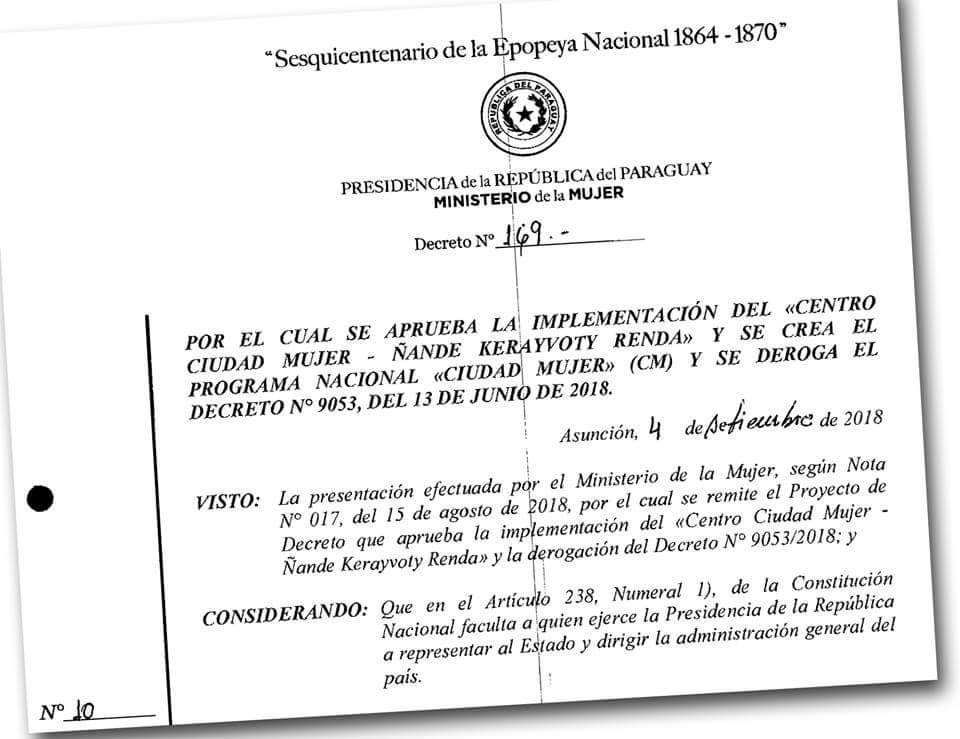 “Sesquicentenario de la Epopeya Nacional 1864 - 1870”
REPUBLICA DEL PARAGUAY
PRESIDENCIA de la REPÚBLICA del PARAGUAY
MINISTERIO de la MUJER
Decreto Nº 169.-
POR EL CUAL SE APRUEBA LA IMPLEMENTACIÓN DEL «CENTRO
CIUDAD MUJER - ÑANDE KERAYVOTY RENDA» Y SE CREA EL
PROGRAMA NACIONAL «CIUDAD MUJER» (CM) Y SE DEROGA EL
DECRETO N° 9053, DEL 13 DE JUNIO DE 2018.
Asunción, 4 de setiembre de 2018
VISTO: La presentación efectuada por el Ministerio de la Mujer, según Nota
N° 017, del 15 de agosto de 2018, por el cual se remite el Proyecto de
Decreto que aprueba la implementación del «Centro Ciudad Mujer -
Ñande Kerayvoty Renda» y la derogación del Decreto N° 9053/2018; y
CONSIDERANDO: Que en el Artículo 238, Numeral 1), de la Constitución
Nacional faculta a quien ejerce la Presidencia de la República
a representar al Estado y dirigir la administración general del
país.
Nº 10